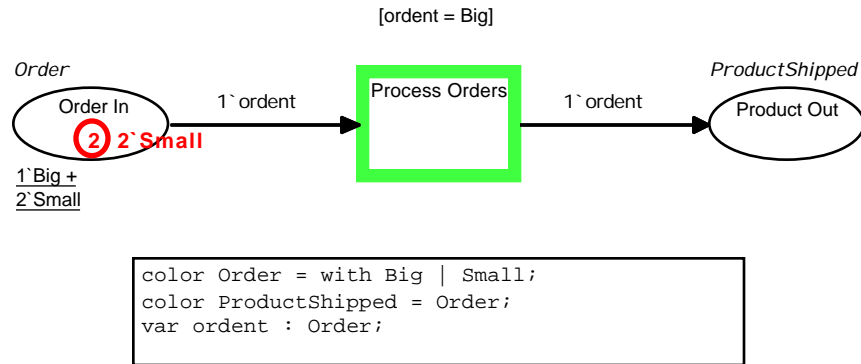 [ordent = Big]
Order
ProductShipped
Order In
1`ordent
Process Orders
1`ordent
Product Out
2 2`Small
1`Big +
2`Small
color Order = with Big | Small;
color ProductShipped = Order;
var ordent : Order;